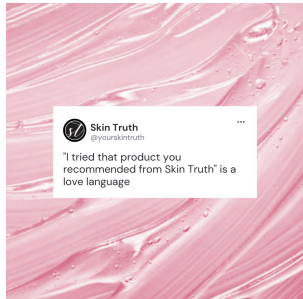 Skin Truth
@yourskintruth
"I tried that product you
recommended from Skin Truth" is a
love language